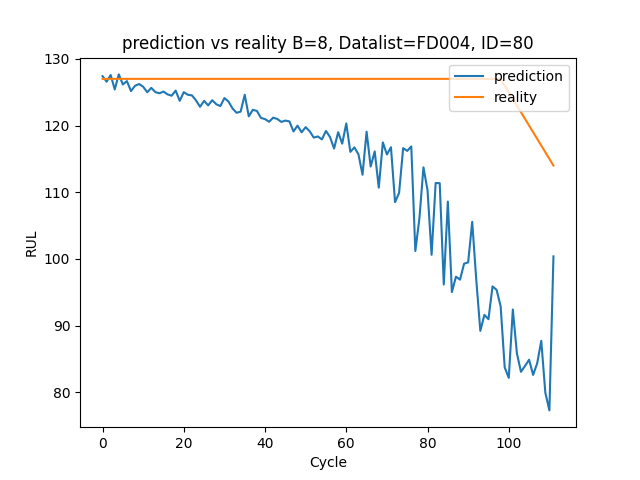 prediction vs reality B=8, Datalist=FD004, ID=80
prediction
reality
130
120
110
100
90
80
RUL
0 20 40 60 80 100
Cycle